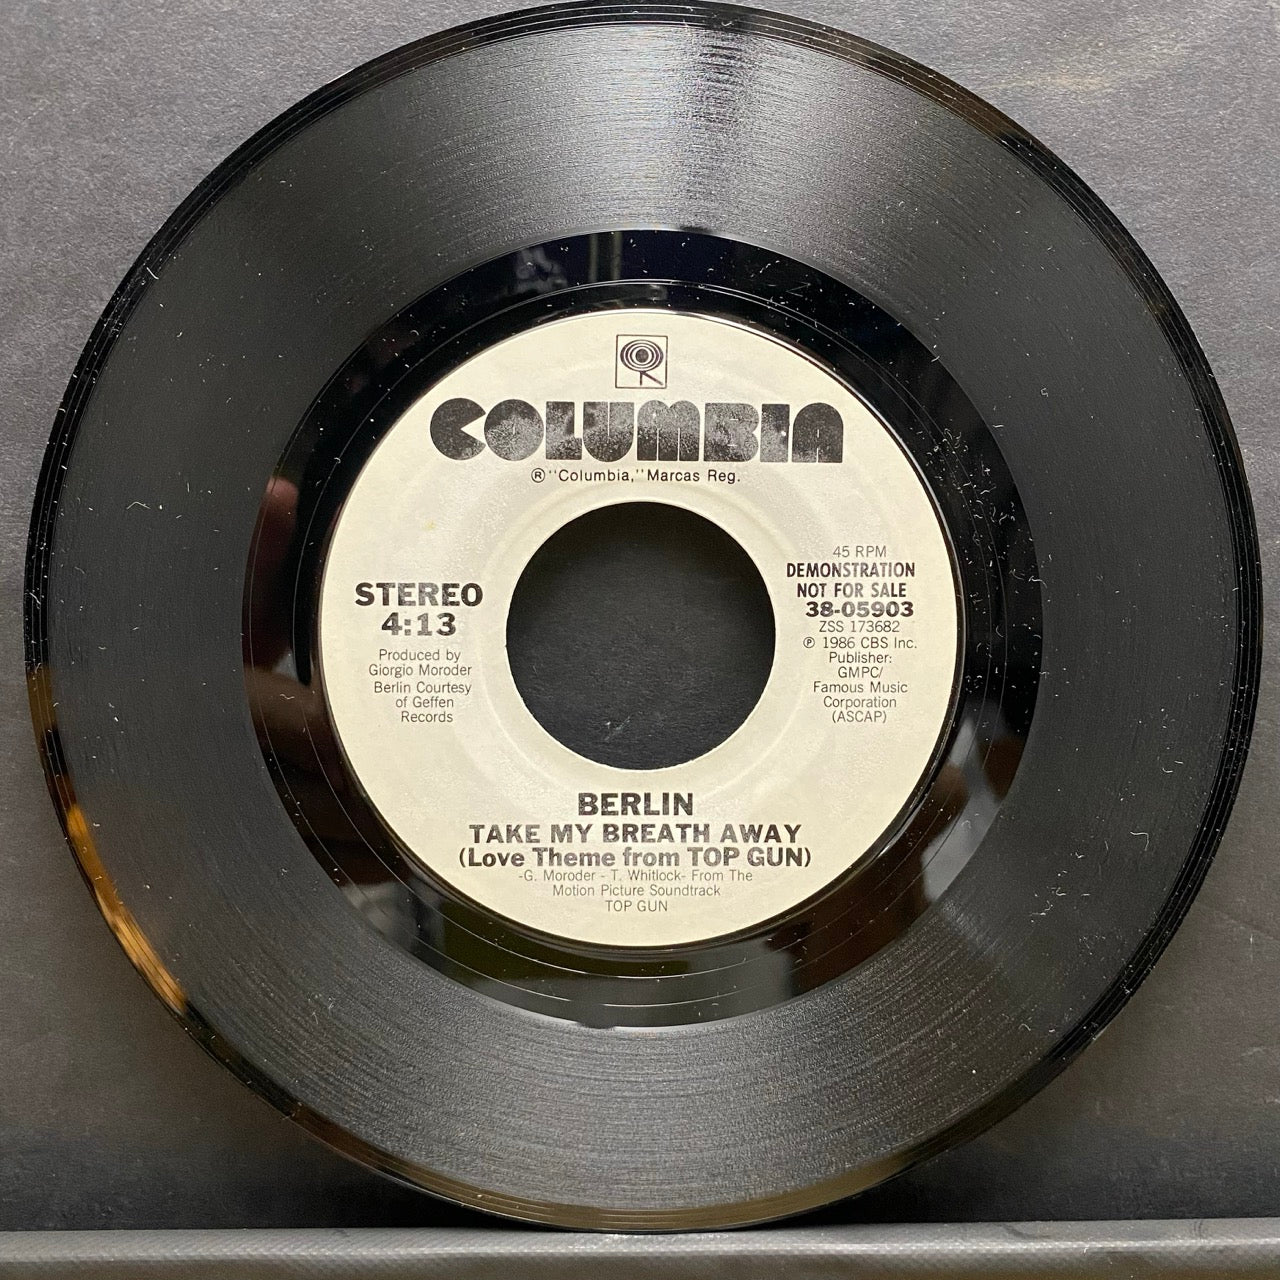 COLUMBIA
® "Columbia," Marcas Reg.
STEREO
4:13
Produced by
Giorgio Moroder
Berlin Courtesy
of Geffen
Records
45 RPM
DEMONSTRATION
NOT FOR SALE
38-05903
ZSS 173682
℗ 1986 CBS Inc.
Publisher:
GMPC/
Famous Music
Corporation
(ASCAP)
BERLIN
TAKE MY BREATH AWAY
(Love Theme from TOP GUN)
-G. Moroder - T. Whitlock- From The
Motion Picture Soundtrack
TOP GUN